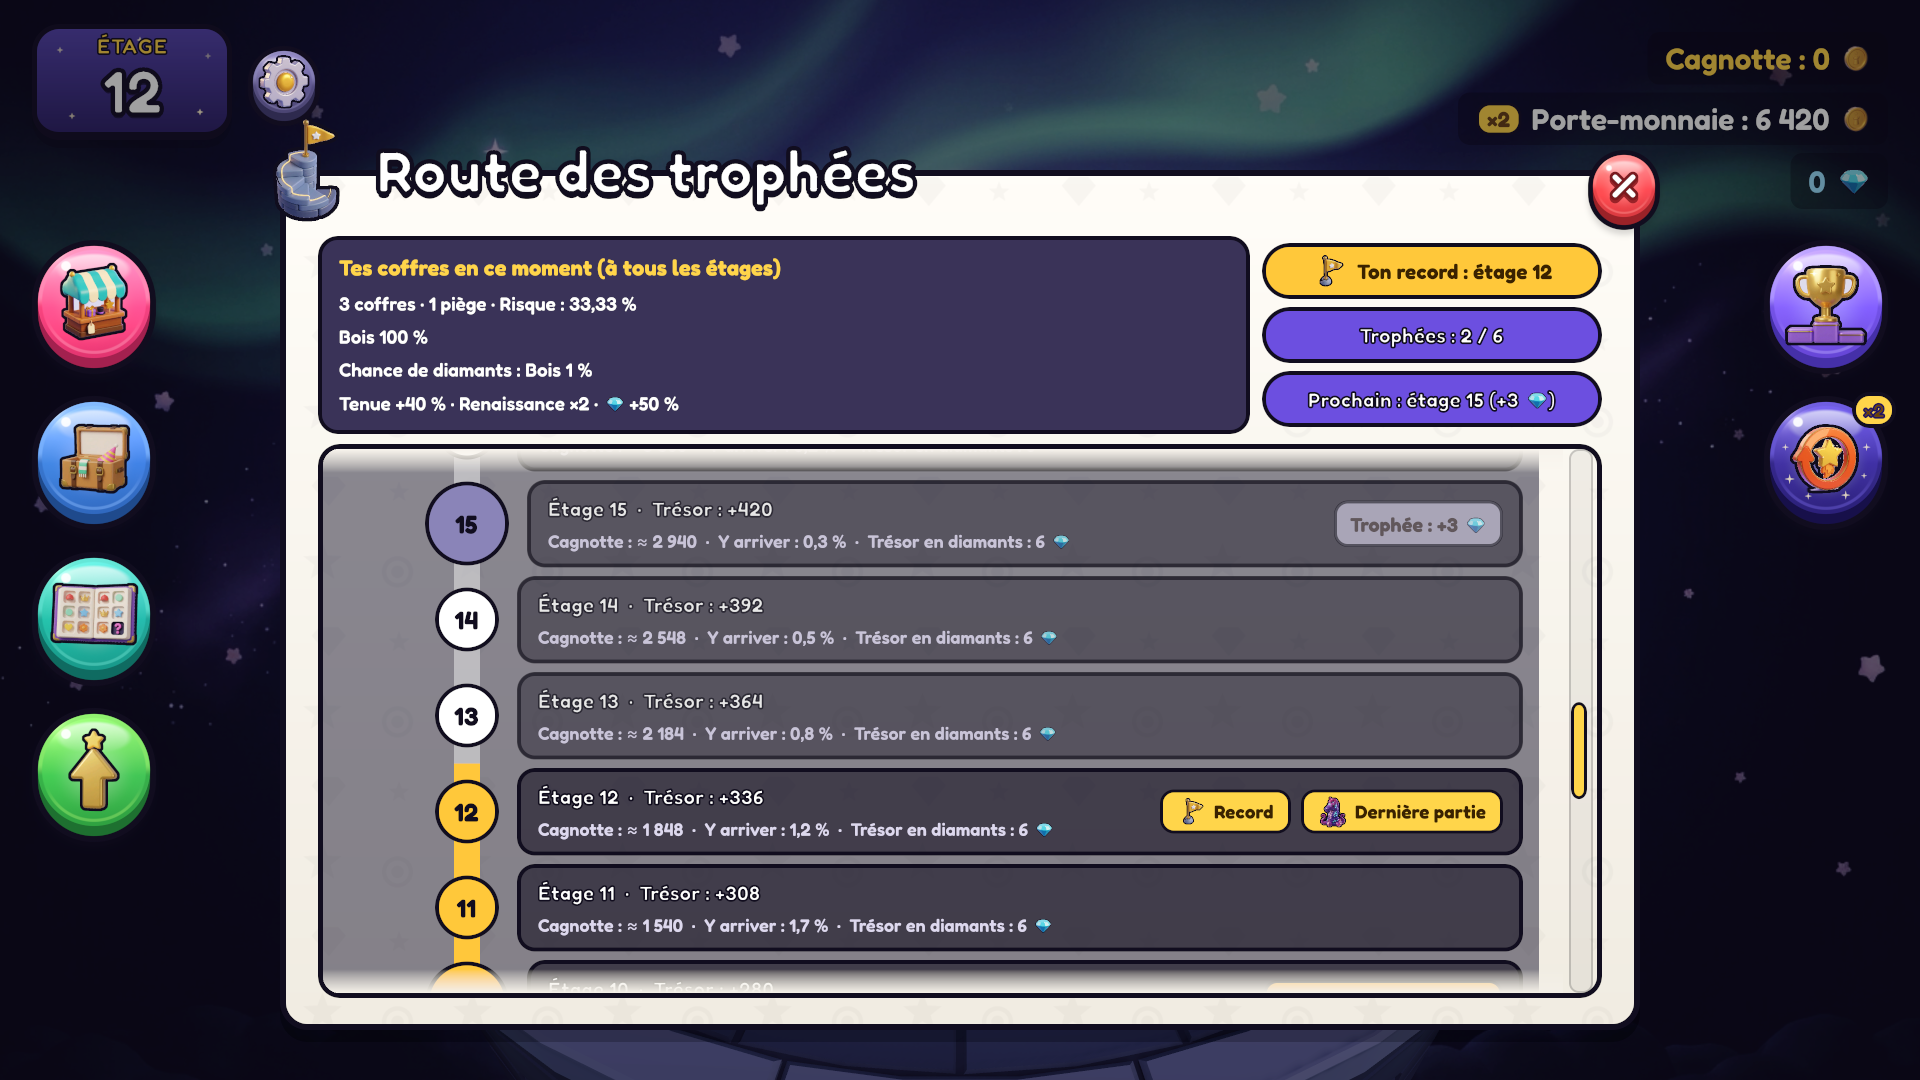 ÉTAGE
12
Cagnotte : 0
x2 Porte-monnaie : 6 420
0
Route des trophées
Tes coffres en ce moment (à tous les étages)
3 coffres · 1 piège · Risque : 33,33 %
Bois 100 %
Chance de diamants : Bois 1 %
Tenue +40 % · Renaissance x2 · +50 %
Ton record : étage 12
Trophées : 2 / 6
Prochain : étage 15 (+3 )
x2
15
Étage 15 · Trésor : +420
Cagnotte : ≈ 2 940 · Y arriver : 0,3 % · Trésor en diamants : 6
Trophée : +3
14
Étage 14 · Trésor : +392
Cagnotte : ≈ 2 548 · Y arriver : 0,5 % · Trésor en diamants : 6
13
Étage 13 · Trésor : +364
Cagnotte : ≈ 2 184 · Y arriver : 0,8 % · Trésor en diamants : 6
12
Étage 12 · Trésor : +336
Cagnotte : ≈ 1 848 · Y arriver : 1,2 % · Trésor en diamants : 6
Record
Dernière partie
11
Étage 11 · Trésor : +308
Cagnotte : ≈ 1 540 · Y arriver : 1,7 % · Trésor en diamants : 6
Étage 10 · Trésor : +280